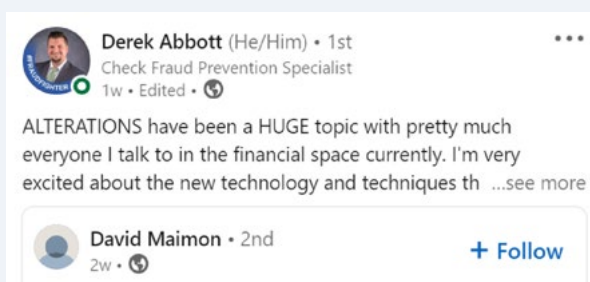 Derek Abbott (He/Him) • 1st
Check Fraud Prevention Specialist
1w • Edited •
ALTERATIONS have been a HUGE topic with pretty much
everyone I talk to in the financial space currently. I'm very
excited about the new technology and techniques th ...see more
#FRAUDFIGHTER
David Maimon • 2nd
+ Follow
2w •